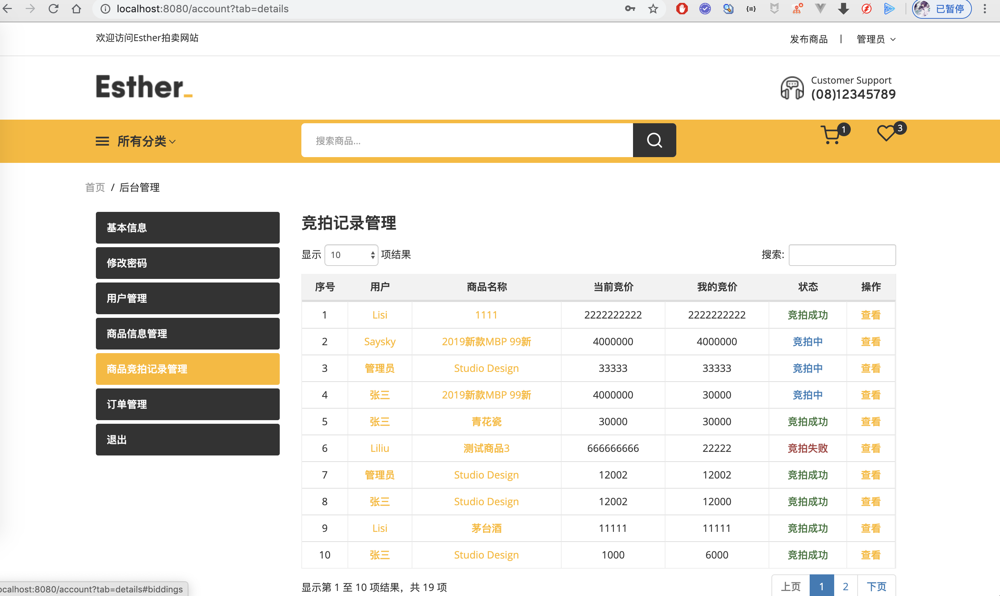 localhost:8080/account?tab=details
已暂停
欢迎访问Esther拍卖网站
发布商品 | 管理员
Esther_
Customer Support
(08)12345789
所有分类
搜索商品...
1
3
首页 / 后台管理
基本信息
修改密码
用户管理
商品信息管理
商品竞拍记录管理
订单管理
退出
竞拍记录管理
显示 10 项结果
搜索:
序号 用户 商品名称 当前竞价 我的竞价 状态 操作
1 Lisi 1111 2222222222 2222222222 竞拍成功 查看
2 Saysky 2019新款MBP 99新 4000000 4000000 竞拍中 查看
3 管理员 Studio Design 33333 33333 竞拍中 查看
4 张三 2019新款MBP 99新 4000000 30000 竞拍中 查看
5 张三 青花瓷 30000 30000 竞拍成功 查看
6 Liliu 测试商品3 666666666 22222 竞拍失败 查看
7 管理员 Studio Design 12002 12002 竞拍成功 查看
8 张三 Studio Design 12002 12000 竞拍成功 查看
9 Lisi 茅台酒 11111 11111 竞拍成功 查看
10 张三 Studio Design 1000 6000 竞拍成功 查看
显示第 1 至 10 项结果，共 19 项
上页 1 2 下页
ocalhost:8080/account?tab=details#biddings